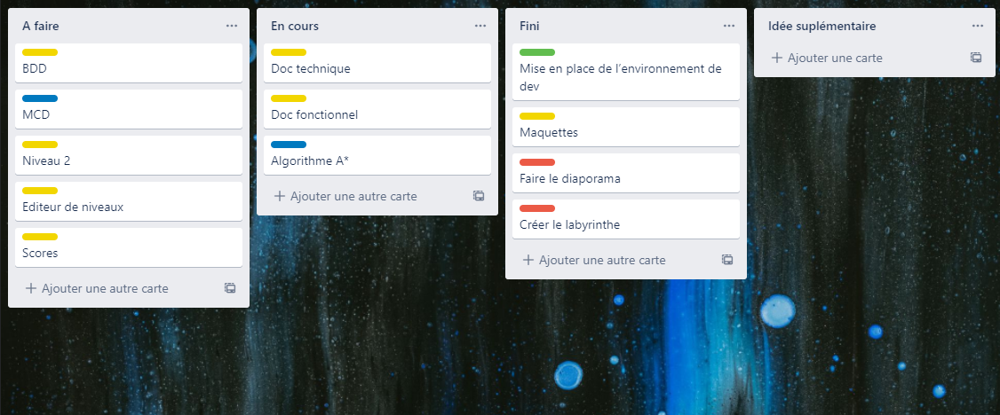 A faire
BDD
MCD
Niveau 2
Editeur de niveaux
Scores
Ajouter une autre carte
En cours
Doc technique
Doc fonctionnel
Algorithme A*
Ajouter une autre carte
Fini
Mise en place de l'environnement de
dev
Maquettes
Faire le diaporama
Créer le labyrinthe
Ajouter une autre carte
Idée suplémentaire
Ajouter une carte